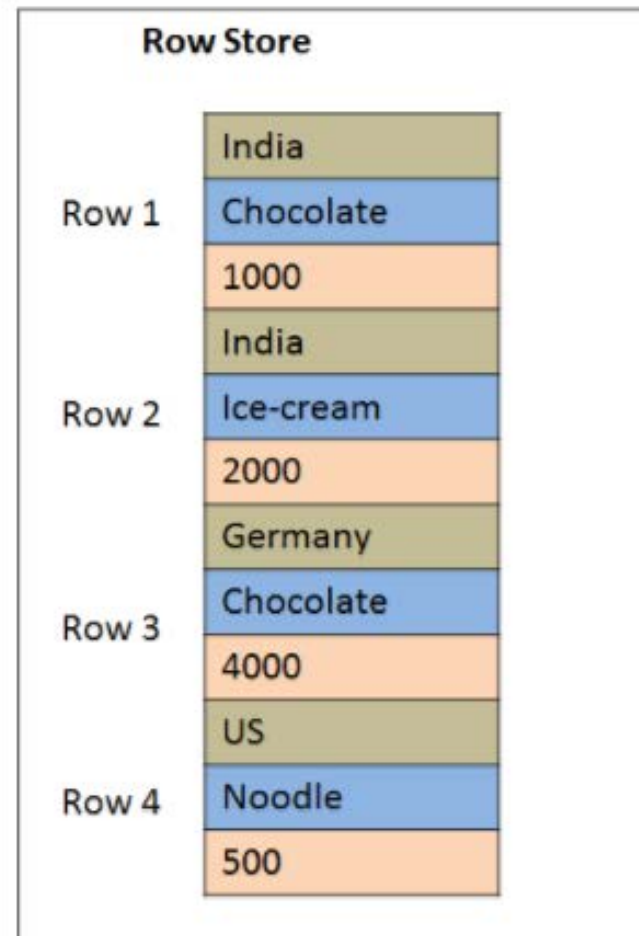 Row Store
India
Row 1
Chocolate
1000
India
Row 2
Ice-cream
2000
Germany
Row 3
Chocolate
4000
US
Row 4
Noodle
500